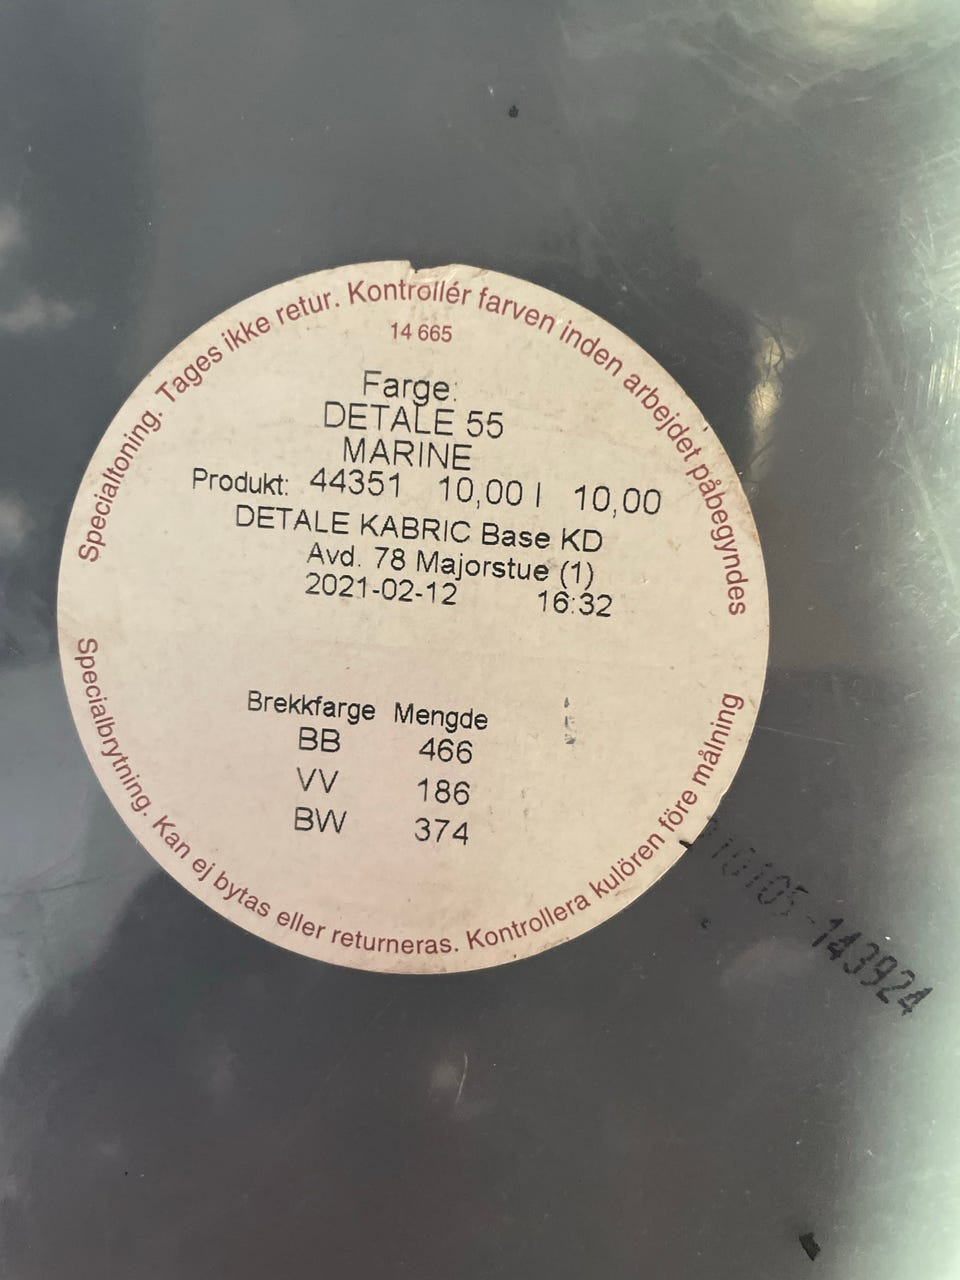 Specialtoning. Tages ikke retur. Kontrollér farven inden arbejdet påbegyndes
14 665
Farge:
DETALE 55
MARINE
Produkt: 44351 10,00 l 10,00
DETALE KABRIC Base KD
Avd. 78 Majorstue (1)
2021-02-12 16:32
Brekkfarge Mengde
BB 466
VV 186
BW 374
Specialbrytning. Kan ej bytas eller returneras. Kontrollera kulören före målning
-143924